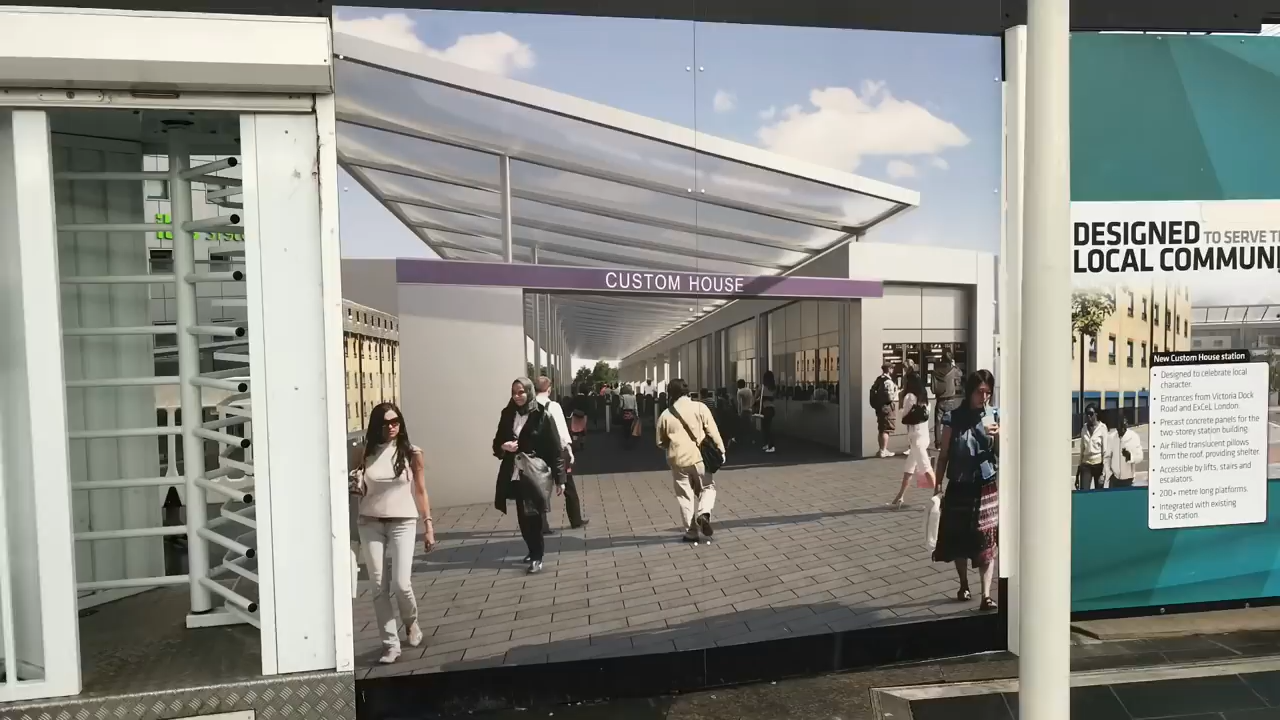 CUSTOM HOUSE
DESIGNED TO SERVE
LOCAL
New Custom House station
• Designed to celebrate local
character.
• Entrances from Victoria Dock
Road and ExCeL London.
• Precast concrete panels for the
two-storey station building.
• Air filled translucent pillows
form the roof, providing shelter.
• Accessible by lifts, stairs and
escalators.
• 200+ metre long platforms.
• Integrated with existing
DLR station.